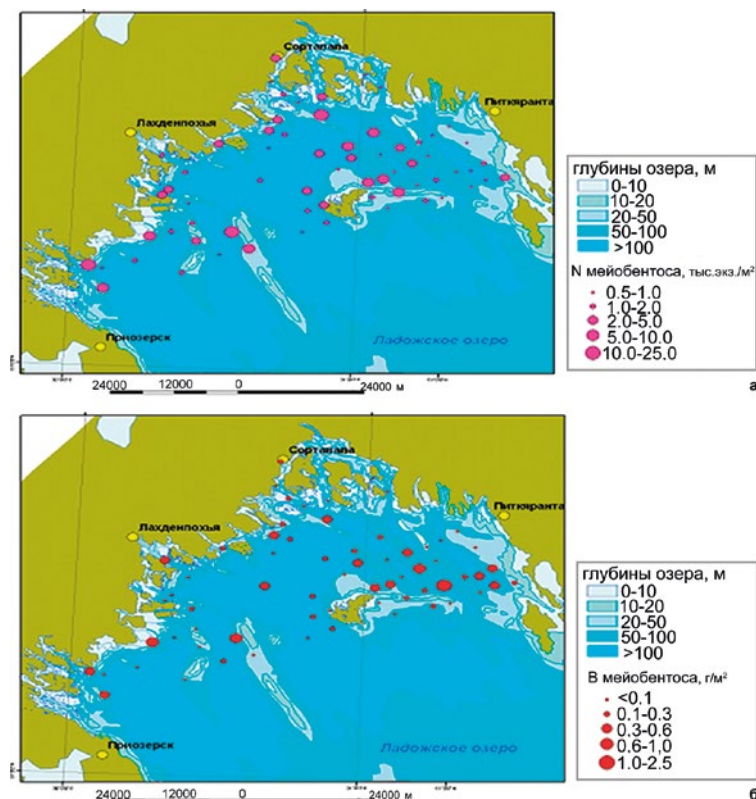 Сортавала
Питкяранта
Лахденпохья
Приозерск
Ладожское озеро
24000 12000 0 24000 м
глубины озера, м
0-10
10-20
20-50
50-100
>100
N мейобентоса, тыс.экз./м²
0.5-1.0
1.0-2.0
2.0-5.0
5.0-10.0
10.0-25.0
а
Сортавала
Питкяранта
Лахденпохья
Приозерск
Ладожское озеро
24000 12000 0 24000 м
глубины озера, м
0-10
10-20
20-50
50-100
>100
В мейобентоса, г/м²
<0.1
0.1-0.3
0.3-0.6
0.6-1,0
1.0-2.5
б